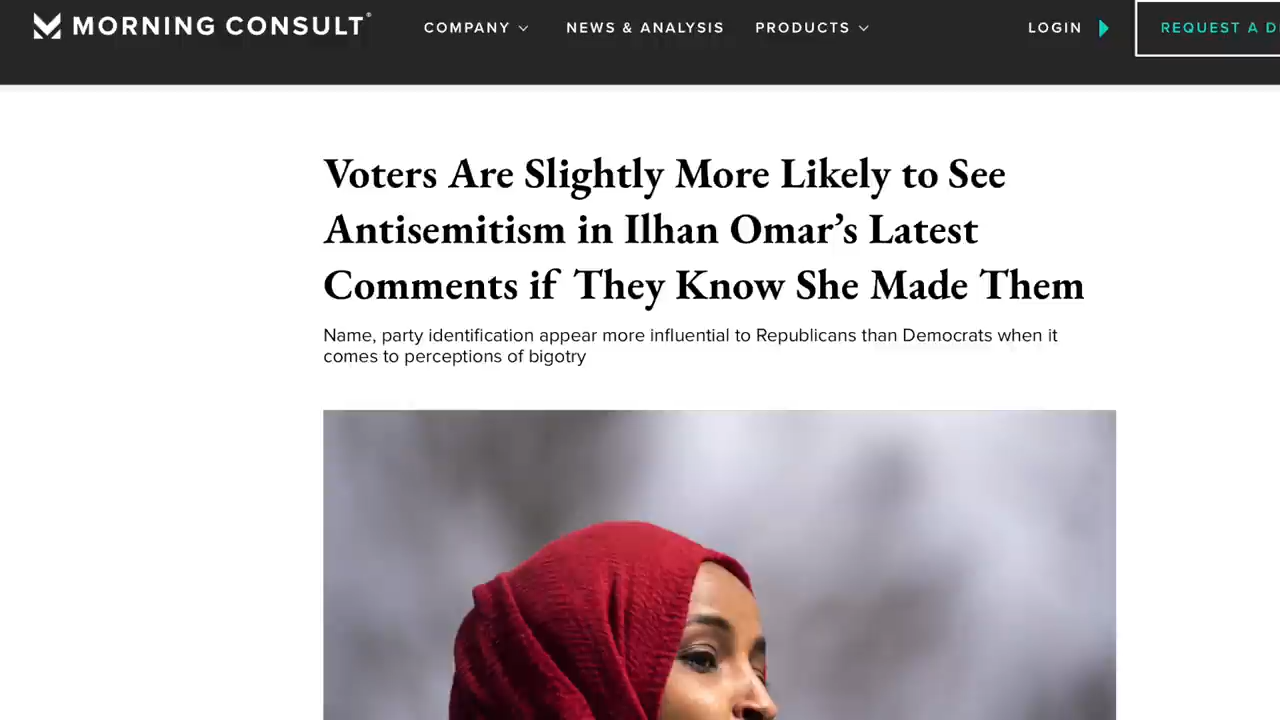 MORNING CONSULT®
COMPANY
NEWS & ANALYSIS
PRODUCTS
LOGIN
REQUEST A D
Voters Are Slightly More Likely to See
Antisemitism in Ilhan Omar’s Latest
Comments if They Know She Made Them
Name, party identification appear more influential to Republicans than Democrats when it
comes to perceptions of bigotry